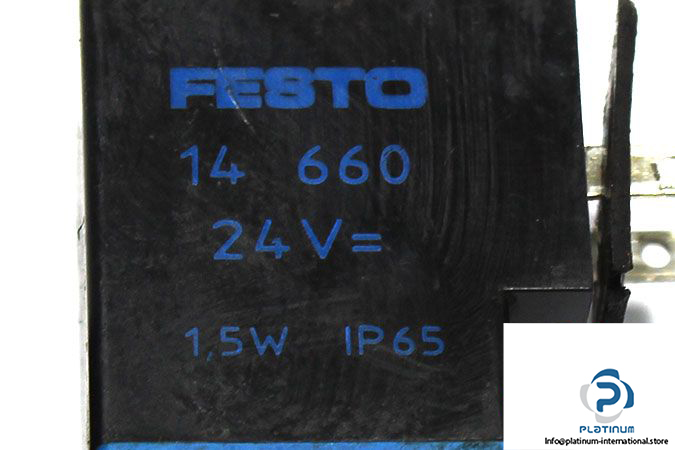 FESTO
14 660
24V=
1,5W IP65
PLATINUM
Info@platinum-international.store